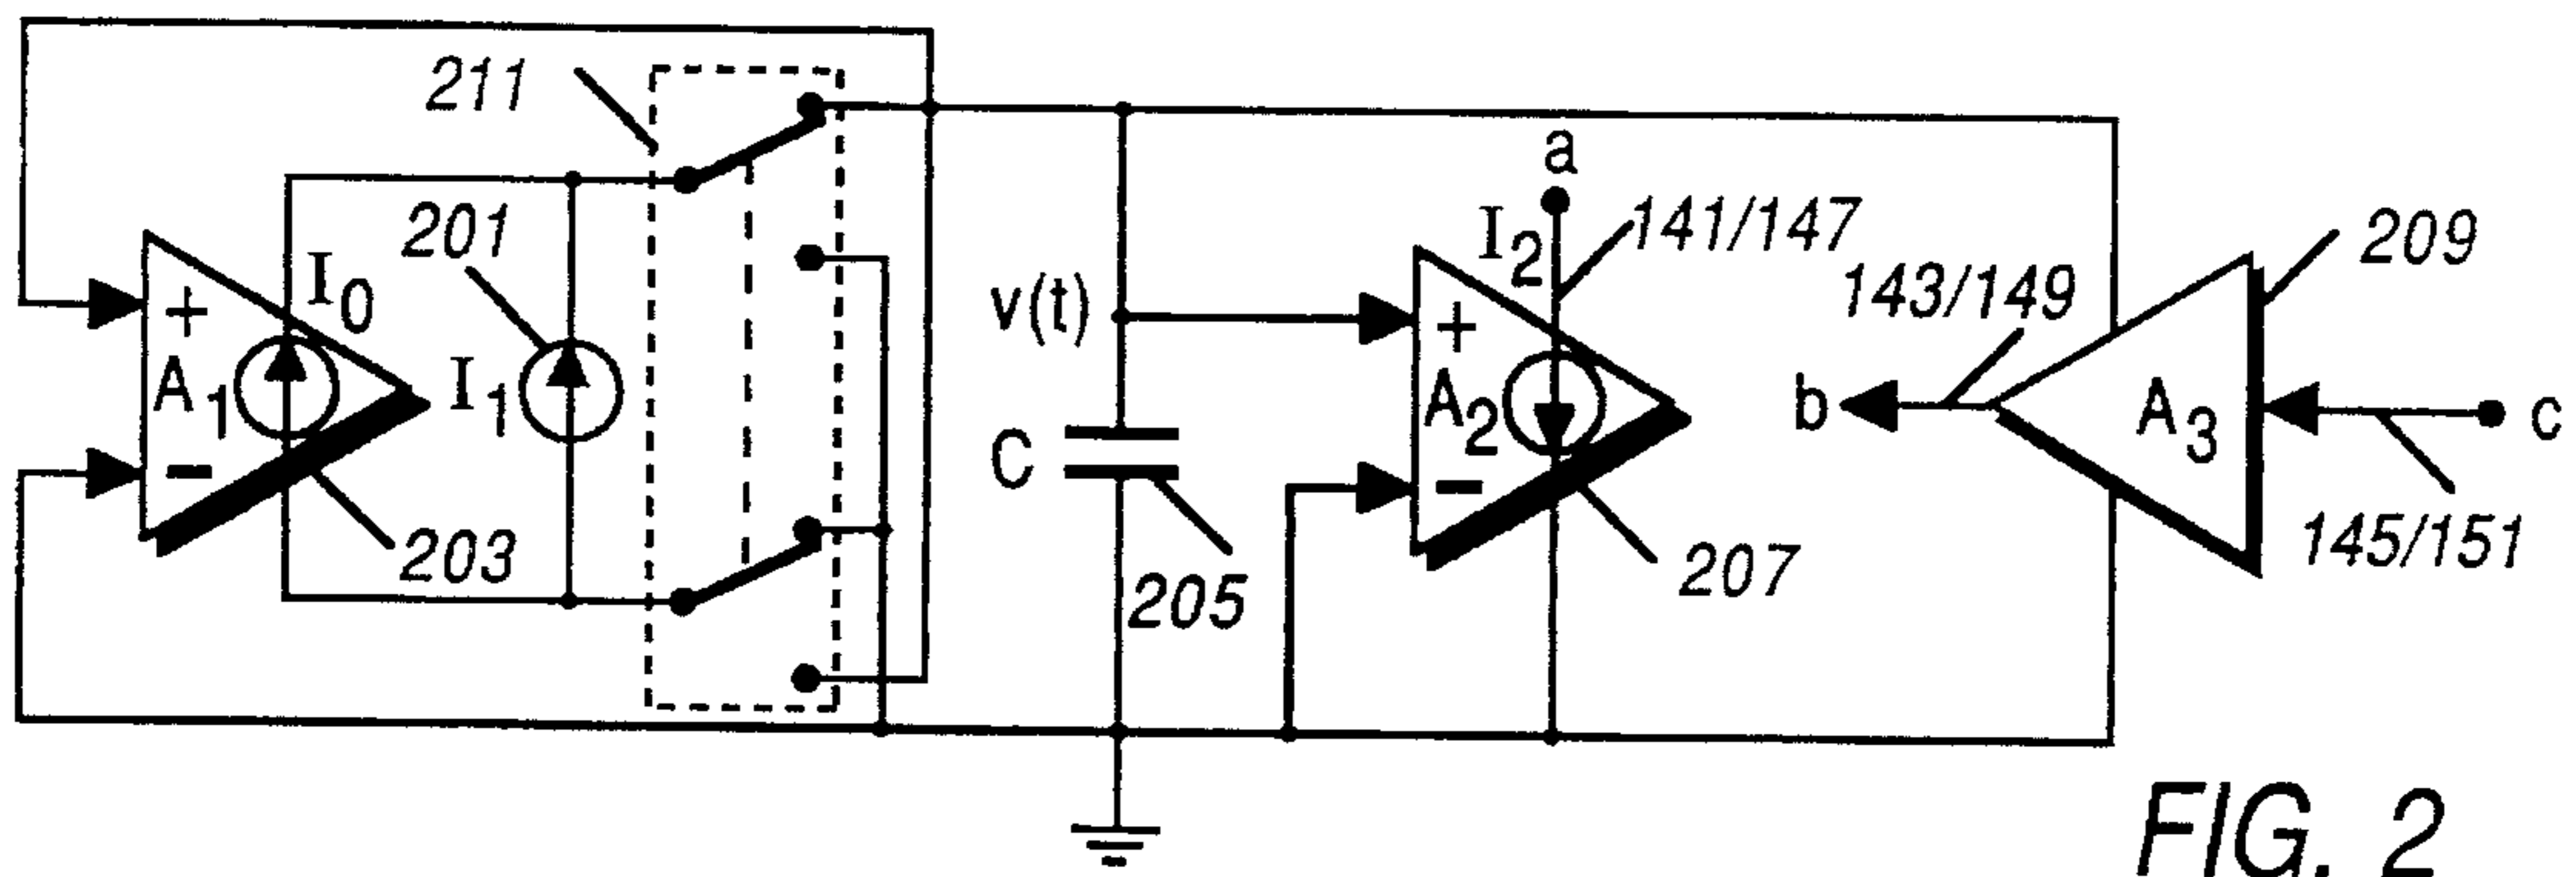 211
a
201
I2
141/147
209
I0
143/149
+
v(t)
+
A1
I1
A2
b
A3
c
−
C
−
203
205
207
145/151
FIG. 2